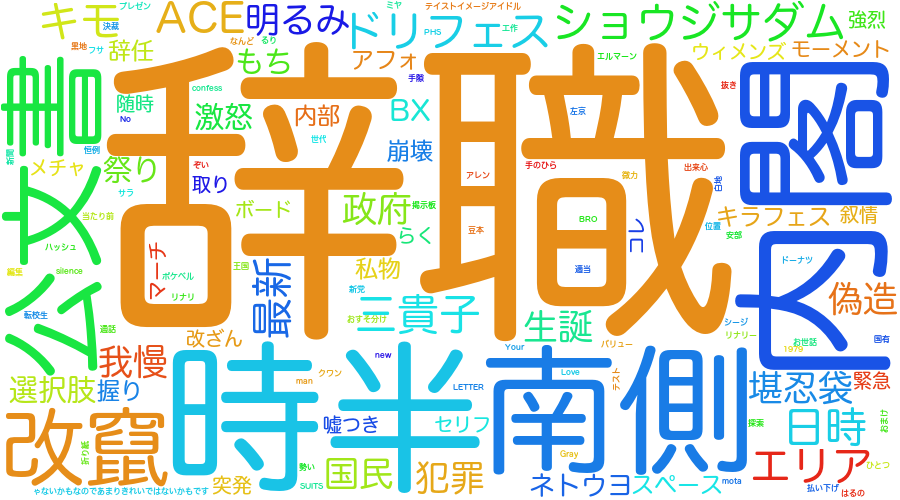 キモ
プレゼン
ACE
明るみ
ミヤ
テイストイメージアイドル
ドリフェス
PHS
工作
ショウジサダム
強烈
決裁
黒地
フサ
辞任
なんど
るり
もち
アフォ
エルマーン
ウィメンズ
モーメント
公文書
辞職
内閣
confess
手酸
抜き
随時
No
激怒
内部
BX
左京
世代
崩壊
恒例
メチャ
祭り
ぞい
取り
アレン
手のひら
出来心
微力
サラ
ボード
政府
掲示板
BRO
コレ
位置
キラフェス
叙情
当たり前
らく
豆本
安部
ハッシュ
マーチ
ポケベル
王国
私物
適当
ドーナツ
編集
silence
リナリ
最新
新党
偽造
転校生
おすそ分け
三貴子
生誕
シージ
リナリー
お世話
国有
通話
改ざん
バリュー
1979
我慢
時半
new
Your
南側
選択肢
握り
man
クワン
LETTER
Love
テスト
堪忍袋
緊急
改竄
折り紙
嘘つき
セリフ
Gray
探索
日時
おまけ
勢い
国民
犯罪
エリア
ひとつ
ゃないかもなのであまりきれいではないかもです
突発
SUITS
ネトウヨ
スペース
mota
払い下げ
はるの